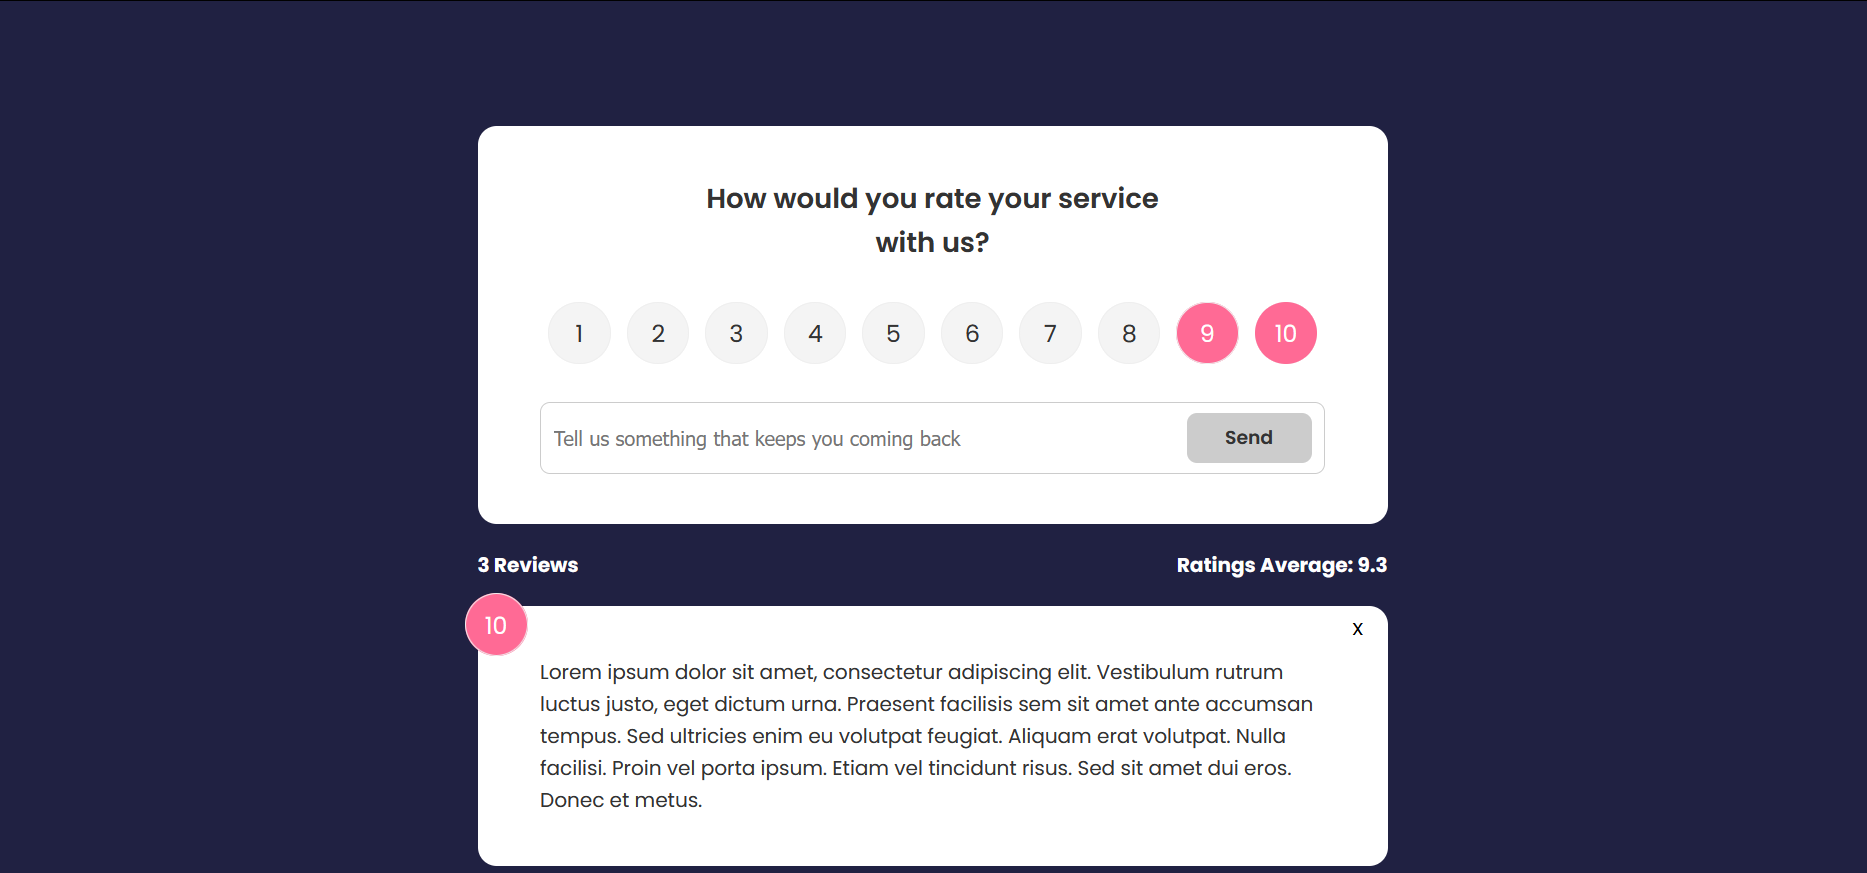 How would you rate your service
with us?
1 2 3 4 5 6 7 8 9 10
Tell us something that keeps you coming back
Send
3 Reviews
Ratings Average: 9.3
10
X
Lorem ipsum dolor sit amet, consectetur adipiscing elit. Vestibulum rutrum
luctus justo, eget dictum urna. Praesent facilisis sem sit amet ante accumsan
tempus. Sed ultricies enim eu volutpat feugiat. Aliquam erat volutpat. Nulla
facilisi. Proin vel porta ipsum. Etiam vel tincidunt risus. Sed sit amet dui eros.
Donec et metus.